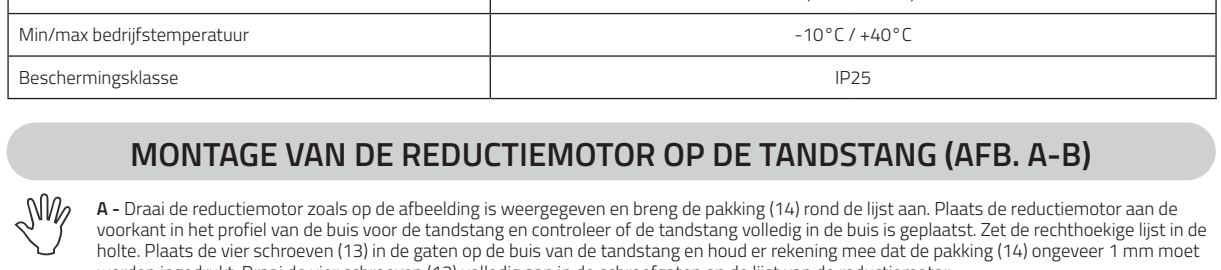 Min/max bedrijfstemperatuur -10°C / +40°C
Beschermingsklasse IP25
MONTAGE VAN DE REDUCTIEMOTOR OP DE TANDSTANG (AFB. A-B)
A - Draai de reductiemotor zoals op de afbeelding is weergegeven en breng de pakking (14) rond de lijst aan. Plaats de reductiemotor aan de
voorkant in het profiel van de buis voor de tandstang en controleer of de tandstang volledig in de buis is geplaatst. Zet de rechthoekige lijst in de
holte. Plaats de vier schroeven (13) in de gaten op de buis van de tandstang en houd er rekening mee dat de pakking (14) ongeveer 1 mm moet